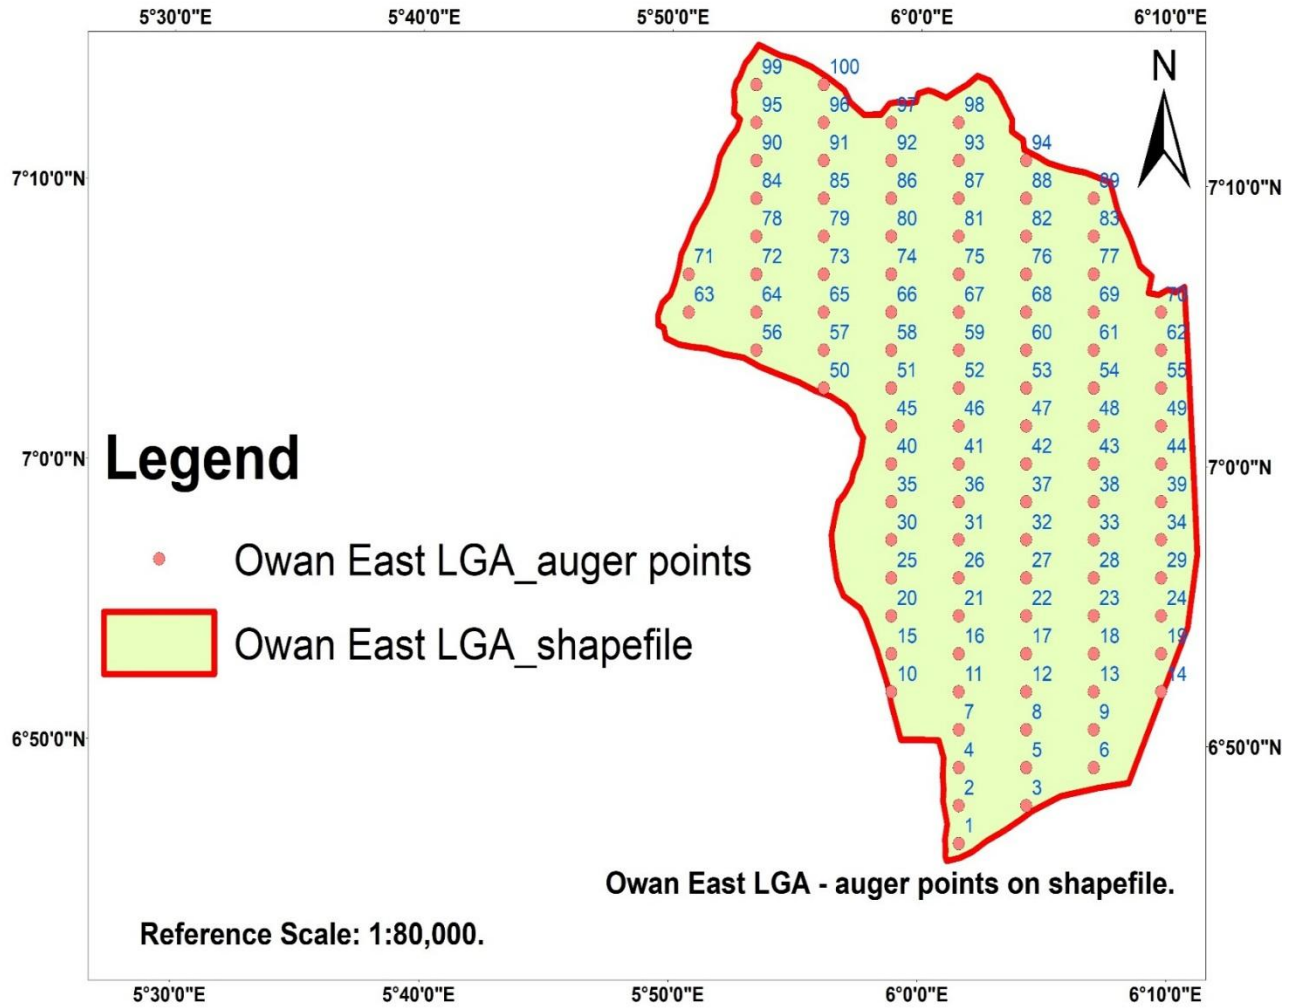 5°30'0"E 5°40'0"E 5°50'0"E 6°0'0"E 6°10'0"E
N
99 100
95 96 97 98
90 91 92 93 94
7°10'0"N 84 85 86 87 88 89 7°10'0"N
78 79 80 81 82 83
71 72 73 74 75 76 77
63 64 65 66 67 68 69 70
56 57 58 59 60 61 62
50 51 52 53 54 55
45 46 47 48 49
7°0'0"N Legend 40 41 42 43 44 7°0'0"N
35 36 37 38 39
30 31 32 33 34
Owan East LGA_auger points 25 26 27 28 29
20 21 22 23 24
Owan East LGA_shapefile 15 16 17 18 19
10 11 12 13 14
7 8 9
6°50'0"N 4 5 6 6°50'0"N
2 3
1
Owan East LGA - auger points on shapefile.
Reference Scale: 1:80,000.
5°30'0"E 5°40'0"E 5°50'0"E 6°0'0"E 6°10'0"E